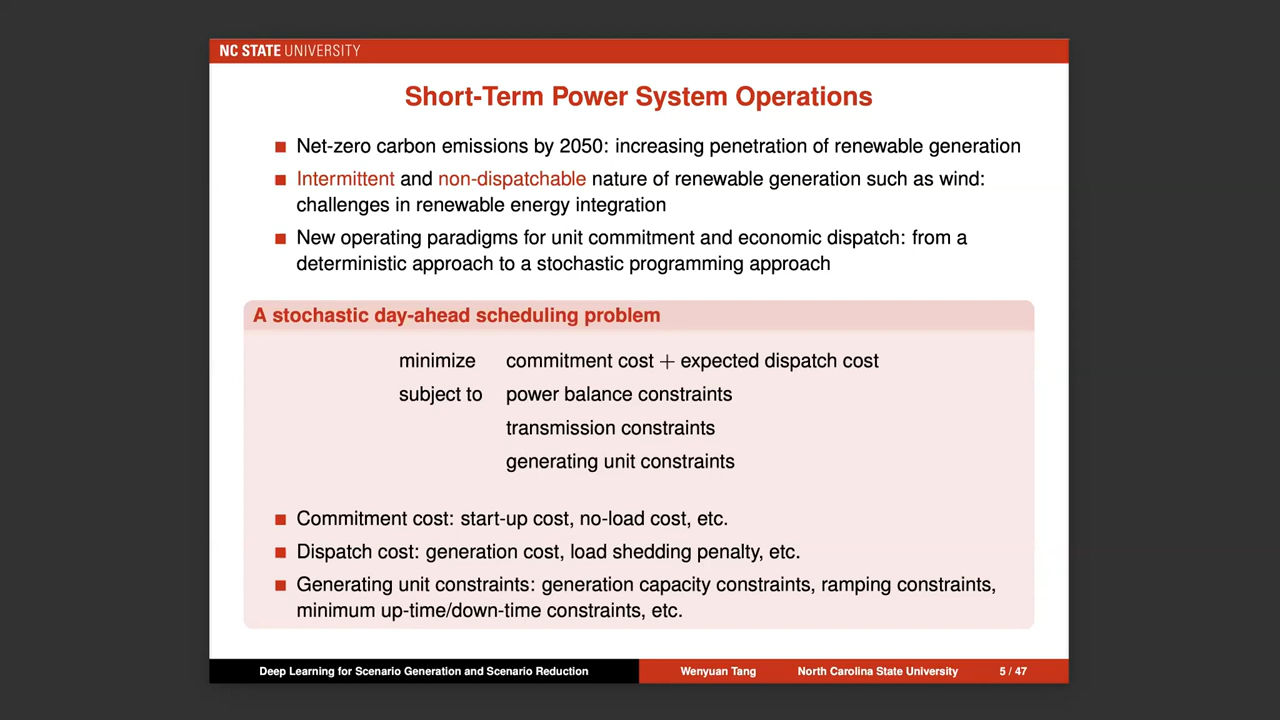 NC STATE UNIVERSITY
Short-Term Power System Operations
Net-zero carbon emissions by 2050: increasing penetration of renewable generation
Intermittent and non-dispatchable nature of renewable generation such as wind:
challenges in renewable energy integration
New operating paradigms for unit commitment and economic dispatch: from a
deterministic approach to a stochastic programming approach
A stochastic day-ahead scheduling problem
minimize commitment cost + expected dispatch cost
subject to power balance constraints
transmission constraints
generating unit constraints
Commitment cost: start-up cost, no-load cost, etc.
Dispatch cost: generation cost, load shedding penalty, etc.
Generating unit constraints: generation capacity constraints, ramping constraints,
minimum up-time/down-time constraints, etc.
Deep Learning for Scenario Generation and Scenario Reduction Wenyuan Tang North Carolina State University 5 / 47